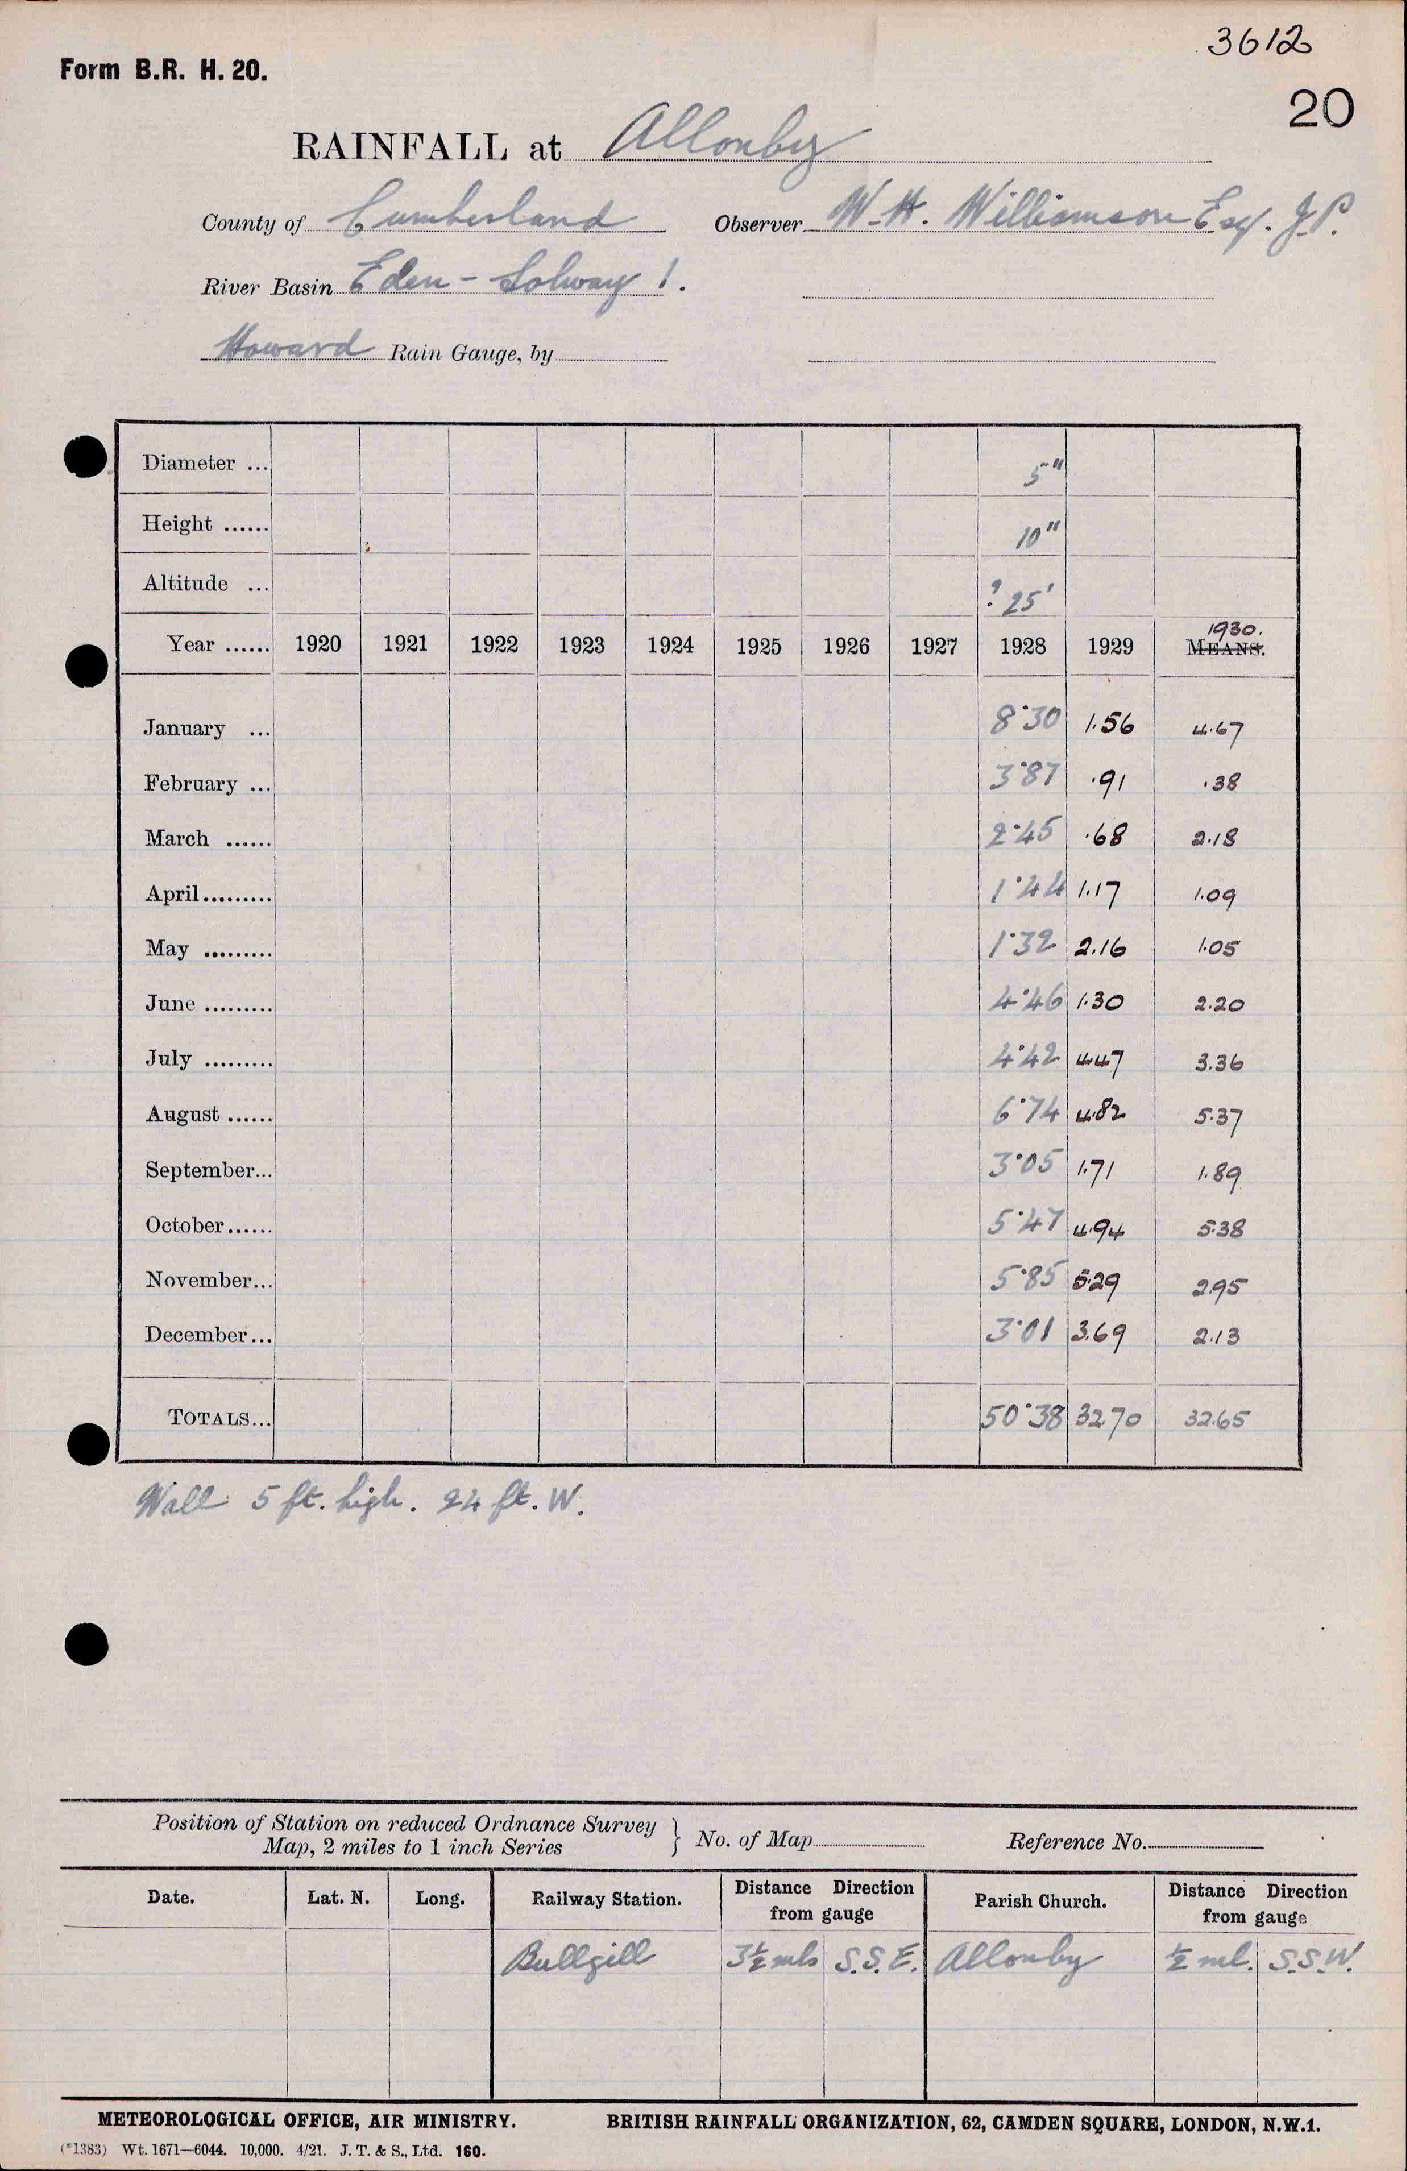 3612
Form B.R. H. 20.
20
RAINFALL at Allonby
County of Cumberland Observer W. H. Williamson Esq. J.P.
River Basin Eden - Solway 1.
Howard Rain Gauge, by
Diameter ... 5"
Height ...... 10"
Altitude ... ? 25'
1930.
Year ...... 1920 1921 1922 1923 1924 1925 1926 1927 1928 1929 MEANS.
January ... 8·30 1.56 4.67
February ... 3·87 .91 .38
March ...... 2·45 .68 2.18
April......... 1·44 1.17 1.09
May ......... 1·32 2.16 1.05
June ......... 4·46 1.30 2.20
July ......... 4·42 4.47 3.36
August ...... 6·74 4.82 5.37
September... 3·05 1.71 1.89
October...... 5·47 4.94 5.38
November... 5·85 5.29 2.95
December... 3·01 3.69 2.13
TOTALS... 50·38 32.70 32.65
Wall 5 ft. high. 24 ft. W.
Position of Station on reduced Ordnance Survey
Map, 2 miles to 1 inch Series } No. of Map Reference No.
Date. Lat. N. Long. Railway Station. Distance Direction from gauge Parish Church. Distance Direction from gauge
Bullgill 3½ mls S.S.E. Allonby ½ ml. S.S.W.
METEOROLOGICAL OFFICE, AIR MINISTRY. BRITISH RAINFALL ORGANIZATION, 62, CAMDEN SQUARE, LONDON, N.W.1.
(*1383) Wt. 1671—6044. 10,000. 4/21. J. T. & S., Ltd. 160.